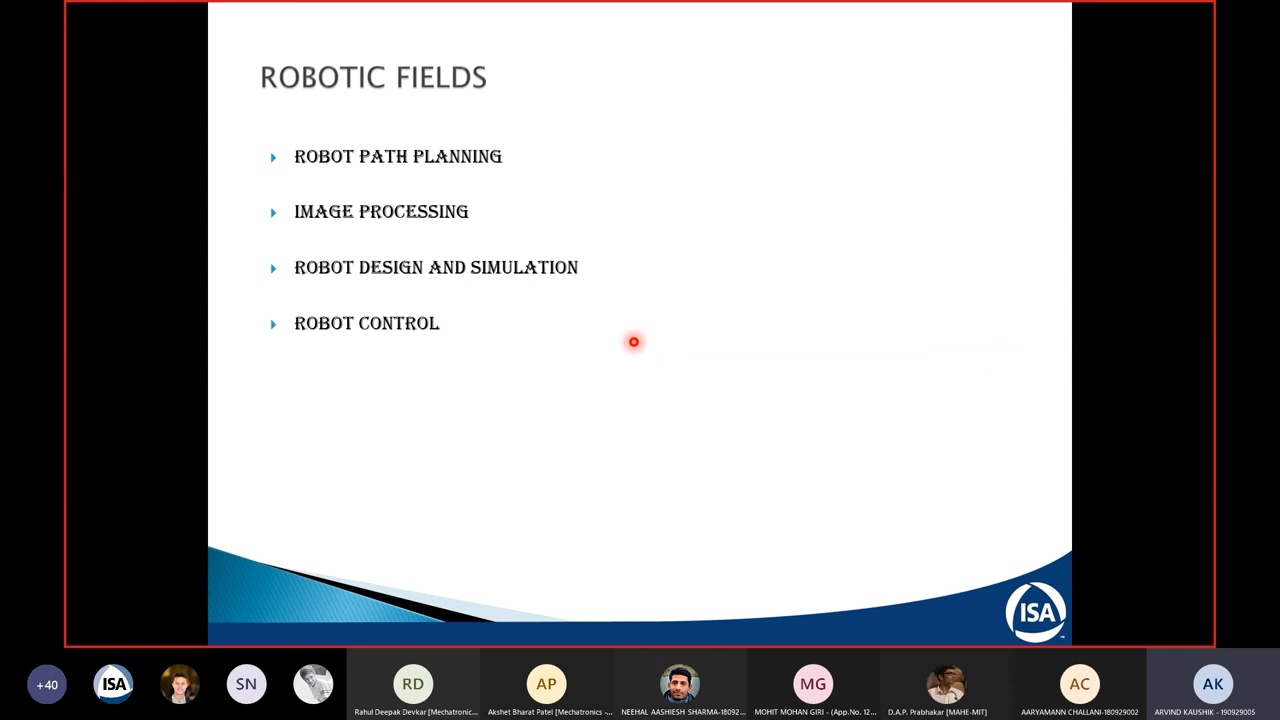 ROBOTIC FIELDS
ROBOT PATH PLANNING
IMAGE PROCESSING
ROBOT DESIGN AND SIMULATION
ROBOT CONTROL
ISA
+40
ISA
SN
RD
AP
MG
AC
AK
Rahul Deepak Devkar [Mechatronic...
Akshet Bharat Patel [Mechatronics -...
NEEHAL AASHIESH SHARMA-18092...
MOHIT MOHAN GIRI - (App.No. 12...
D.A.P. Prabhakar [MAHE-MIT]
AARYAMANN CHALLANI-180929002
ARVIND KAUSHIK - 190929005